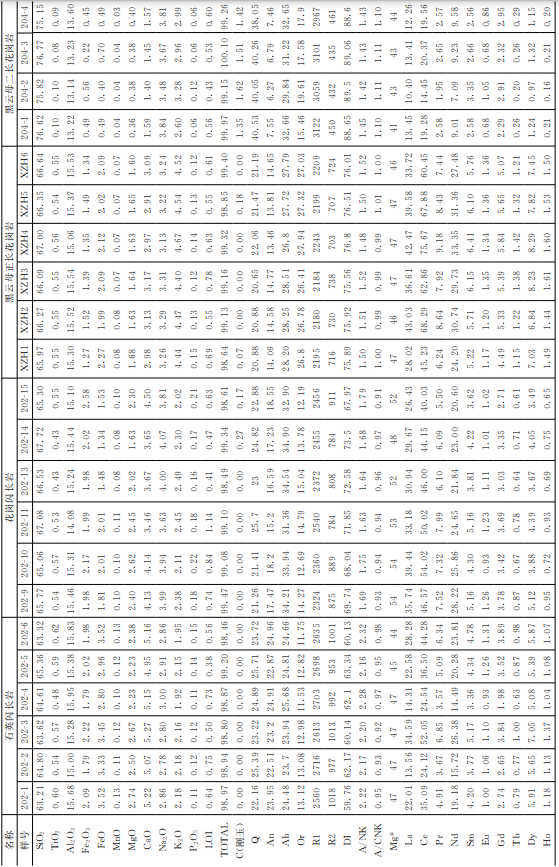 名称 石英闪长岩 花岗闪长岩 黑云母正长花岗岩 黑云母二长花岗岩
样号 202-1 202-2 202-3 202-4 202-5 202-6 202-9 202-10 202-11 202-13 202-14 202-15 XZH1 XZH2 XZH3 XZH4 XZH5 XZH6 204-1 204-2 204-3 204-4
SiO₂ 63.21 64.80 63.62 64.61 65.36 63.32 65.77 65.06 67.08 66.53 67.72 65.30 65.97 66.27 66.09 67.00 66.35 66.64 76.62 75.82 76.77 75.15
TiO₂ 0.64 0.54 0.57 0.48 0.59 0.62 0.54 0.57 0.53 0.43 0.43 0.55 0.55 0.55 0.55 0.56 0.54 0.55 0.10 0.10 0.08 0.09
Al₂O₃ 15.68 15.00 15.28 15.95 15.38 15.83 15.46 15.31 14.08 15.24 15.44 15.10 15.30 15.52 15.54 15.06 15.37 15.53 13.22 13.14 13.23 13.60
Fe₂O₃ 2.09 1.79 2.22 1.79 2.02 1.98 1.98 2.17 1.99 1.98 2.02 2.58 1.27 1.52 1.39 1.35 1.49 1.34 0.49 0.56 0.22 0.45
FeO 3.52 3.33 3.45 2.80 2.96 3.52 1.81 2.01 2.01 1.48 1.34 1.53 2.27 1.99 2.09 2.12 2.02 2.09 0.49 0.40 0.70 0.49
MnO 0.13 0.11 0.12 0.10 0.12 0.13 0.10 0.10 0.11 0.08 0.08 0.10 0.08 0.08 0.07 0.07 0.07 0.07 0.04 0.04 0.04 0.04
MgO 2.74 2.50 2.67 2.23 2.23 2.38 2.40 2.62 2.45 2.02 1.63 2.30 1.68 1.63 1.64 1.63 1.65 1.60 0.36 0.38 0.38 0.40
CaO 5.22 5.07 5.27 5.15 4.95 5.16 4.13 4.14 3.46 3.67 3.65 4.50 2.98 3.13 3.17 2.97 2.91 3.09 1.59 1.40 1.45 1.57
Na₂O 2.86 2.78 2.80 3.00 2.91 2.86 3.99 3.94 3.63 4.00 4.07 3.81 3.26 3.29 3.31 3.13 3.22 3.24 3.84 3.48 3.67 3.81
K₂O 2.18 2.18 2.16 1.92 2.15 1.95 2.38 2.11 2.45 2.49 2.30 2.02 4.44 4.47 4.40 4.67 4.54 4.52 2.60 3.28 2.96 2.99
P₂O₅ 0.11 0.12 0.12 0.11 0.14 0.15 0.18 0.22 0.18 0.16 0.17 0.21 0.15 0.13 0.12 0.14 0.13 0.12 0.06 0.12 0.06 0.06
LOI 0.64 0.75 0.50 0.73 0.38 0.56 0.74 0.84 1.14 0.41 0.47 0.63 0.69 0.55 0.78 0.63 0.55 0.61 0.56 0.43 0.53 0.60
TOTAL 98.97 98.94 98.80 98.87 99.20 98.46 99.47 99.08 99.10 98.49 99.34 98.61 98.64 99.13 99.16 99.32 98.85 99.40 99.97 99.15 100.10 99.26
C(刚玉) 0.00 0.00 0.00 0.00 0.00 0.00 0.00 0.00 0.00 0.00 0.27 0.17 0.07 0.00 0.00 0.00 0.18 0.00 1.35 1.62 1.51 1.42
Q 22.16 25.39 23.22 24.89 25.71 23.72 21.26 21.41 25.7 23 24.82 22.88 20.88 20.88 20.65 22.06 21.47 21.19 40.53 40.05 40.26 38.05
An 23.95 22.51 23.2 24.91 22.87 24.96 17.47 18.2 15.2 16.59 17.23 18.55 14.09 14.58 14.77 13.46 13.81 14.65 7.55 6.27 6.79 7.46
Ab 24.48 23.7 23.94 25.68 24.81 24.66 34.21 33.94 31.36 34.54 34.90 32.90 28.20 28.25 28.51 26.8 27.72 27.79 32.66 29.84 31.22 32.65
Or 13.12 13.08 12.98 11.53 12.82 11.75 14.27 12.69 14.79 15.04 13.78 12.19 26.8 26.78 26.41 27.94 27.32 27.03 15.46 19.61 17.58 17.9
R1 2560 2716 2613 2703 2698 2635 2324 2360 2540 2372 2455 2456 2195 2180 2184 2243 2199 2209 3122 3059 3101 2967
R2 1018 977 1013 992 953 1001 875 889 784 808 784 911 716 730 738 703 707 724 450 432 435 461
DI 59.76 62.17 60.14 62.1 63.34 60.13 69.74 68.04 71.85 72.58 73.5 67.97 75.89 75.92 75.56 76.8 76.51 76.01 88.65 89.5 89.06 88.6
A/NK 2.22 2.17 2.20 2.28 2.16 2.32 1.69 1.75 1.63 1.64 1.68 1.79 1.50 1.51 1.52 1.48 1.50 1.52 1.45 1.42 1.43 1.43
A/CNK 0.95 0.93 0.92 0.97 0.95 0.98 0.93 0.94 0.94 0.96 0.97 0.91 1.00 0.99 0.99 0.99 1.01 1.00 1.10 1.11 1.11 1.10
Mg# 47 47 47 47 45 44 54 54 53 52 48 52 47 46 47 47 47 46 41 43 43 44
La 22.01 13.56 34.59 14.31 22.58 28.28 35.74 39.44 33.18 30.94 29.67 26.43 28.02 43.03 36.61 42.47 39.58 33.72 13.45 10.40 13.41 12.26
Ce 35.09 24.12 52.05 24.54 36.50 44.28 46.57 54.02 50.02 46.00 44.15 40.03 45.23 68.29 62.86 75.67 67.88 60.45 19.28 14.45 20.37 19.56
Pr 4.91 3.67 6.85 3.57 5.09 6.34 7.52 7.32 7.99 6.10 6.09 5.50 6.24 8.64 7.92 9.18 8.43 7.44 2.58 1.95 2.65 2.57
Nd 19.18 15.72 26.38 14.49 20.28 23.81 28.22 25.86 24.65 21.84 23.00 20.60 24.20 30.74 29.73 33.35 31.36 27.48 9.01 7.09 9.23 9.58
Sm 4.20 3.77 5.17 3.36 4.34 4.78 5.16 4.30 5.16 3.81 4.22 3.62 5.22 5.71 6.15 6.41 6.10 5.76 2.58 3.35 2.66 2.56
Eu 1.00 1.06 1.10 0.93 1.26 1.31 1.26 0.93 1.23 1.11 1.01 1.02 1.17 1.20 1.35 1.34 1.36 1.36 0.68 1.05 0.68 0.86
Gd 2.74 2.65 3.84 1.98 3.52 3.89 3.78 3.42 3.69 3.03 3.35 2.71 4.49 5.33 5.39 5.84 5.65 5.07 2.29 2.91 2.32 2.94
Tb 0.79 0.77 1.00 0.63 0.87 0.98 0.87 0.67 0.78 0.64 0.71 0.61 1.15 1.22 1.38 1.42 1.32 1.21 0.26 0.20 0.26 0.29
Dy 5.91 5.65 7.05 5.08 5.39 5.87 5.12 3.88 4.39 3.67 4.05 3.49 7.03 6.84 8.23 8.29 7.82 7.45 1.24 0.97 1.32 1.15
Ho 1.18 1.13 1.37 1.04 1.08 1.07 0.95 0.72 0.93 0.69 4.75 0.65 1.49 1.44 1.61 1.60 1.53 1.50 0.21 0.16 0.21 0.20